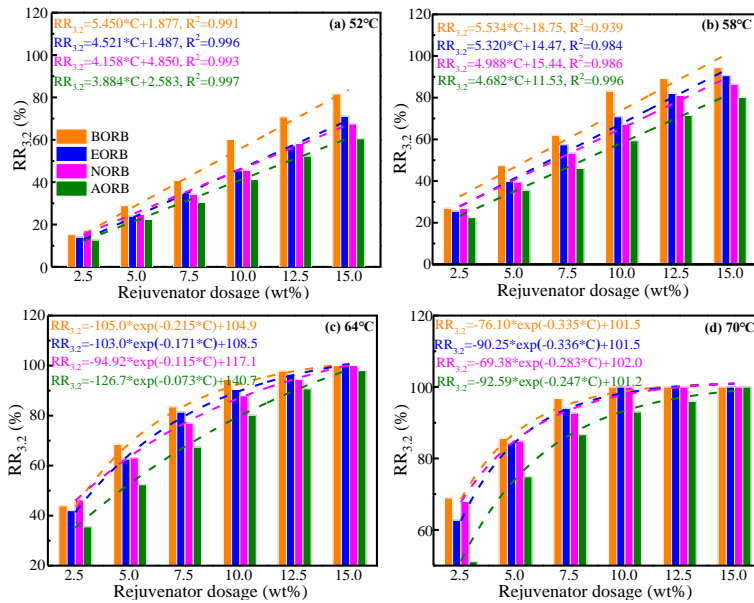 (a) 52℃
RR3.2=5.450*C+1.877, R²=0.991
RR3.2=4.521*C+1.487, R²=0.996
RR3.2=4.158*C+4.850, R²=0.993
RR3.2=3.884*C+2.583, R²=0.997
BORB
EORB
NORB
AORB
RR3.2 (%)
120
100
80
60
40
20
0
2.5 5.0 7.5 10.0 12.5 15.0
Rejuvenator dosage (wt%)
(b) 58℃
RR3.2=5.534*C+18.75, R²=0.939
RR3.2=5.320*C+14.47, R²=0.984
RR3.2=4.988*C+15.44, R²=0.986
RR3.2=4.682*C+11.53, R²=0.996
RR3.2 (%)
120
100
80
60
40
20
0
2.5 5.0 7.5 10.0 12.5 15.0
Rejuvenator dosage (wt%)
(c) 64℃
RR3.2=-105.0*exp(-0.215*C)+104.9
RR3.2=-103.0*exp(-0.171*C)+108.5
RR3.2=-94.92*exp(-0.115*C)+117.1
RR3.2=-126.7*exp(-0.073*C)+140.7
RR3.2 (%)
120
100
80
60
40
20
2.5 5.0 7.5 10.0 12.5 15.0
Rejuvenator dosage (wt%)
(d) 70℃
RR3.2=-76.10*exp(-0.335*C)+101.5
RR3.2=-90.25*exp(-0.336*C)+101.5
RR3.2=-69.38*exp(-0.283*C)+102.0
RR3.2=-92.59*exp(-0.247*C)+101.2
RR3.2 (%)
120
100
80
60
2.5 5.0 7.5 10.0 12.5 15.0
Rejuvenator dosage (wt%)